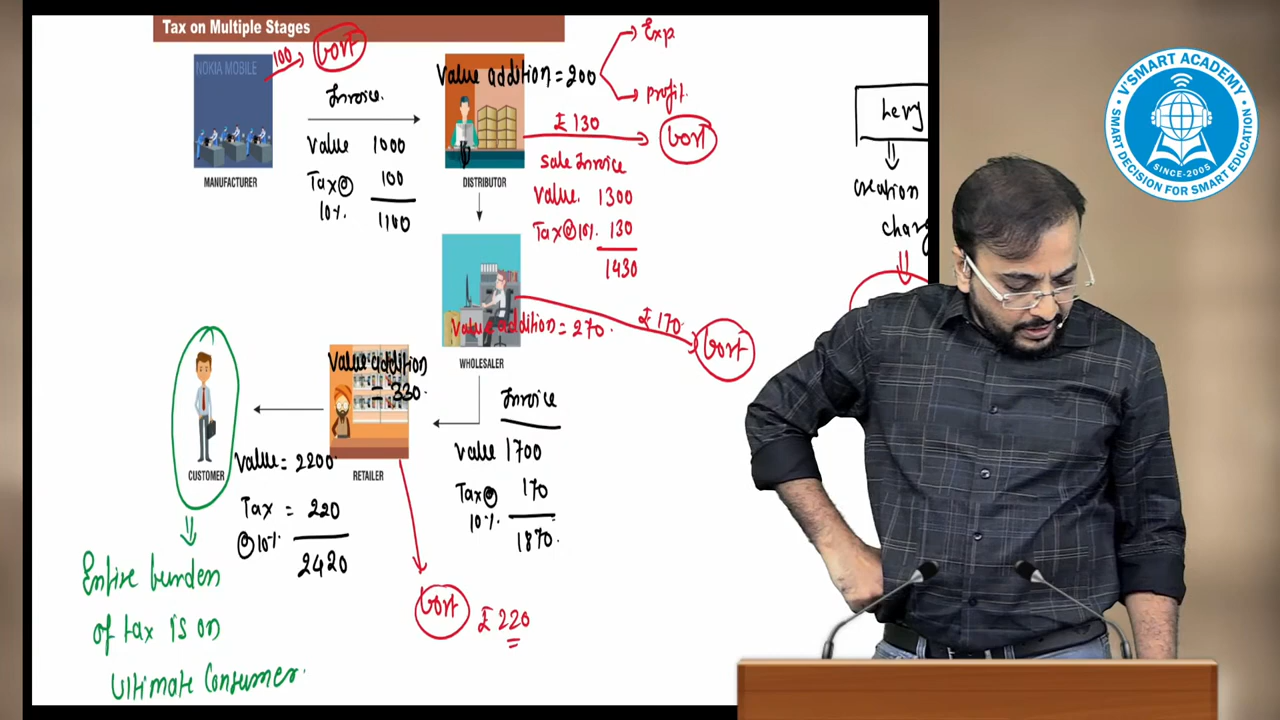 Tax on Multiple Stages
NOKIA MOBILE
100
Govt
MANUFACTURER
Invoice
Value 1000
Tax@ 100
10%
1100
Value addition = 200
Exp
Profit
DISTRIBUTOR
₤ 130
Govt
Sale Invoice
Value 1300
Tax@10% 130
1430
Value addition = 270
₤ 170
Govt
WHOLESALER
Invoice
Value 1700
Tax@ 170
10%
1870
Value addition
= 330
RETAILER
Govt ₤ 220
CUSTOMER
Value = 2200
Tax = 220
@10%
2420
Entire burden
of tax is on
Ultimate Consumer
Levy
Creation
V'SMART ACADEMY
SINCE-2005
SMART DECISION FOR SMART EDUCATION